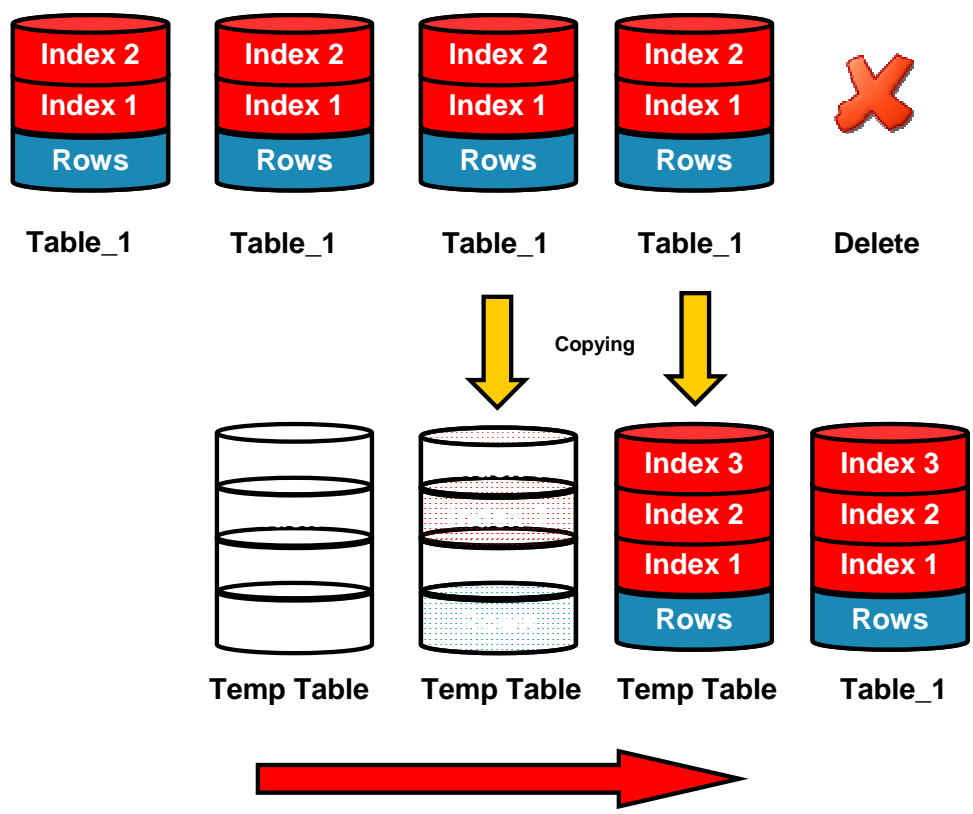 Index 2 Index 2 Index 2 Index 2
Index 1 Index 1 Index 1 Index 1
Rows Rows Rows Rows
Table_1 Table_1 Table_1 Table_1 Delete
Copying
Index 3 Index 3
Index 2 Index 2
Index 1 Index 1
Rows Rows
Temp Table Temp Table Temp Table Table_1